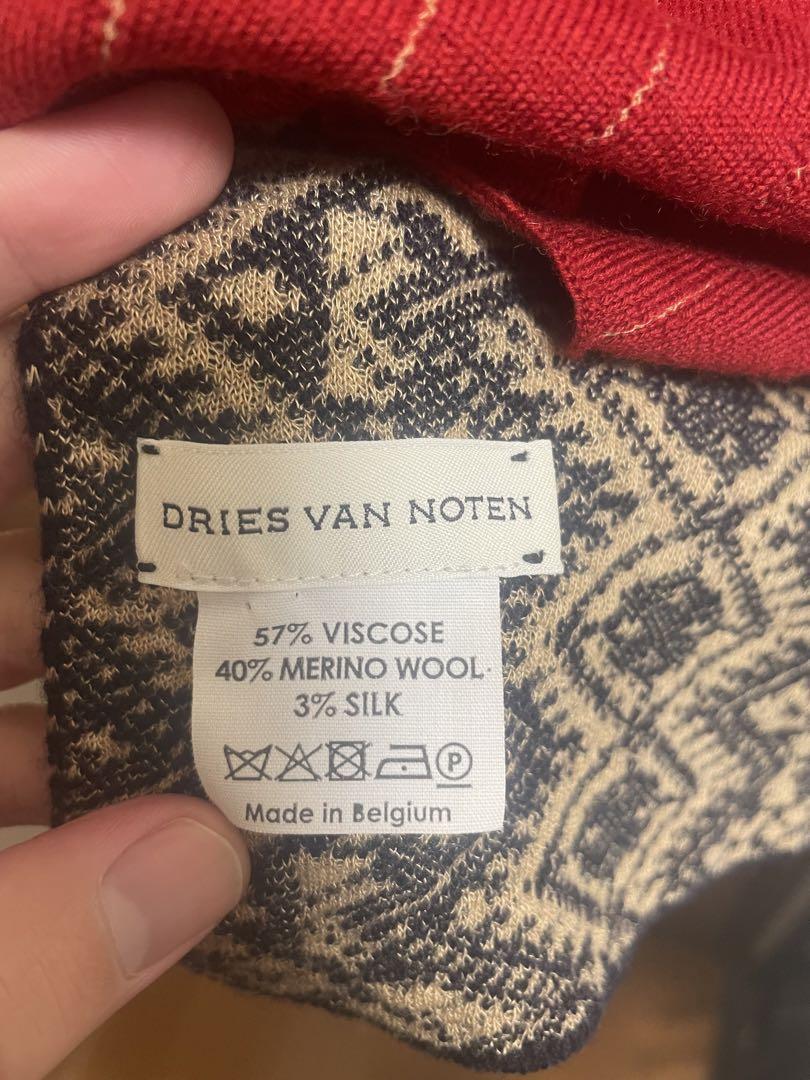 DRIES VAN NOTEN
57% VISCOSE
40% MERINO WOOL
3% SILK
P
Made in Belgium